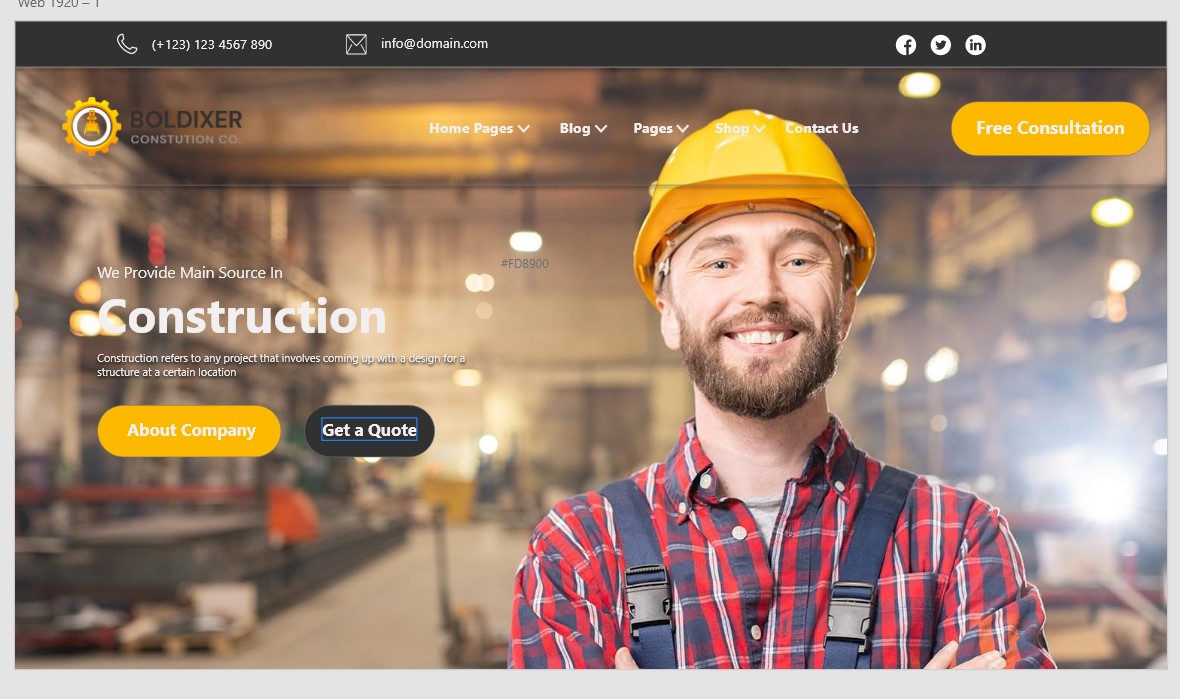 Web 1920 – 1
(+123) 123 4567 890
info@domain.com
BOLDIXER
CONSTUTION CO.
Home Pages
Blog
Pages
Shop
Contact Us
Free Consultation
#FDB900
We Provide Main Source In
Construction
Construction refers to any project that involves coming up with a design for a
structure at a certain location
About Company
Get a Quote